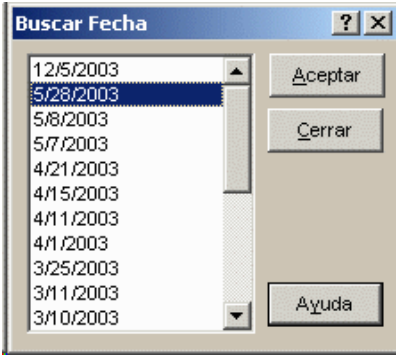 Buscar Fecha
12/5/2003
5/28/2003
5/8/2003
5/7/2003
4/21/2003
4/15/2003
4/11/2003
4/1/2003
3/25/2003
3/11/2003
3/10/2003
Aceptar
Cerrar
Ayuda